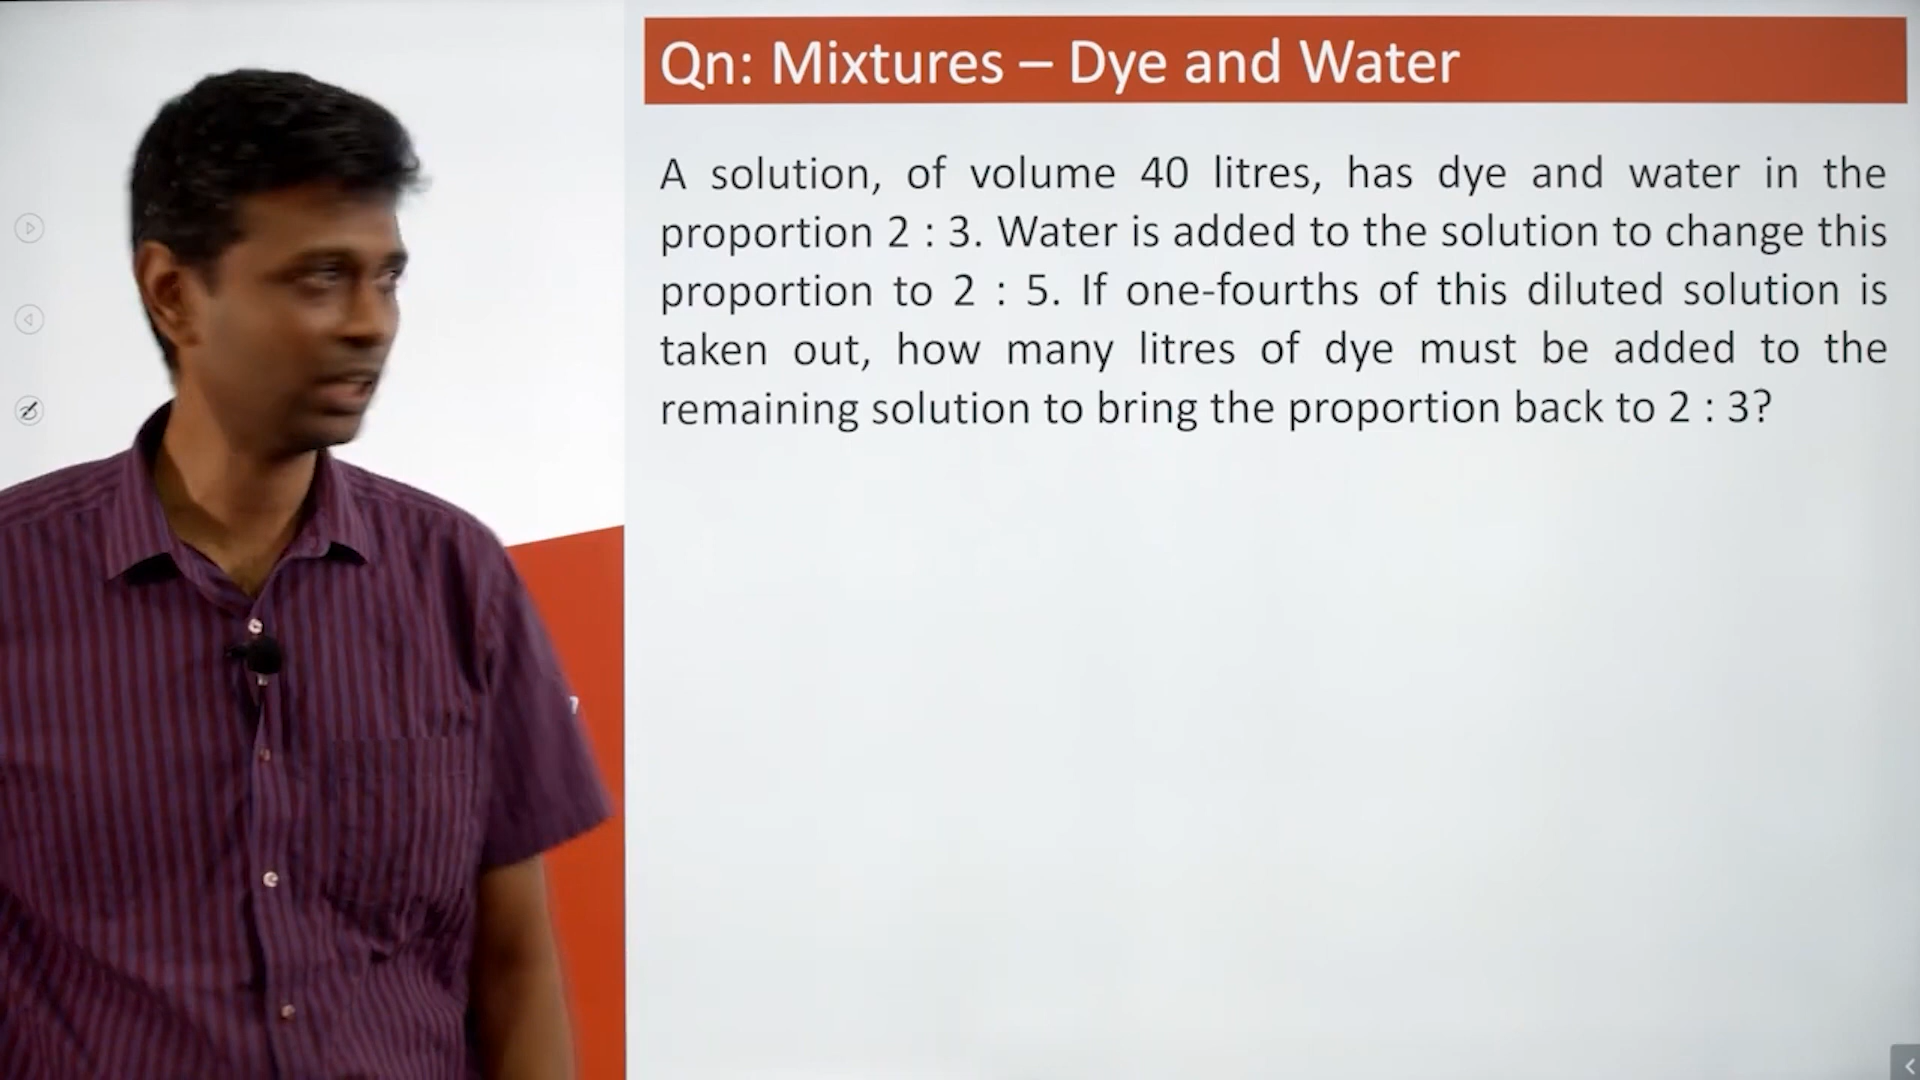 Qn: Mixtures – Dye and Water
A solution, of volume 40 litres, has dye and water in the
proportion 2 : 3. Water is added to the solution to change this
proportion to 2 : 5. If one-fourths of this diluted solution is
taken out, how many litres of dye must be added to the
remaining solution to bring the proportion back to 2 : 3?